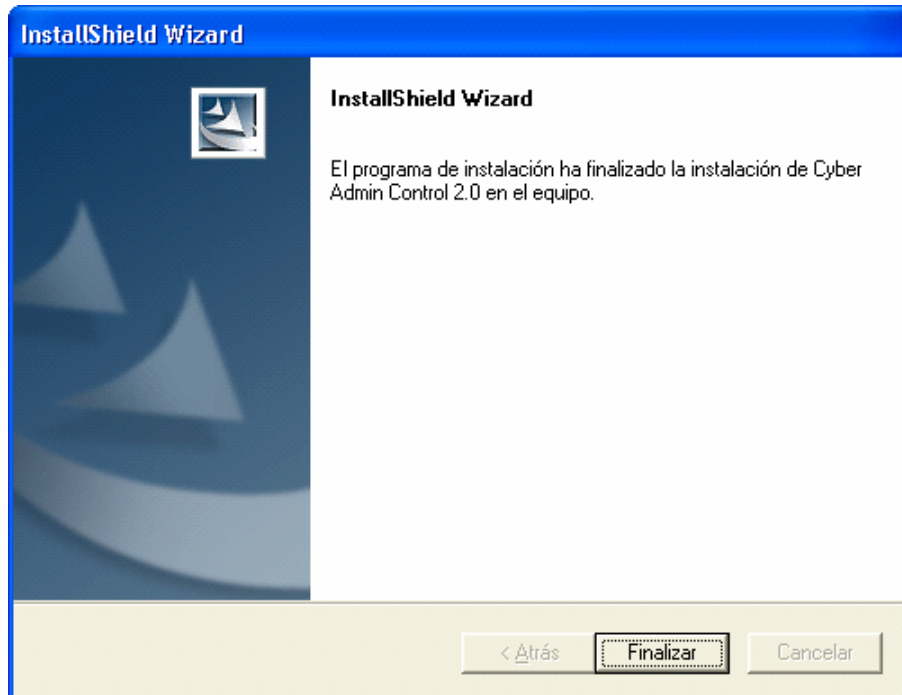 InstallShield Wizard
InstallShield Wizard
El programa de instalación ha finalizado la instalación de Cyber
Admin Control 2.0 en el equipo.
< Atrás
Finalizar
Cancelar